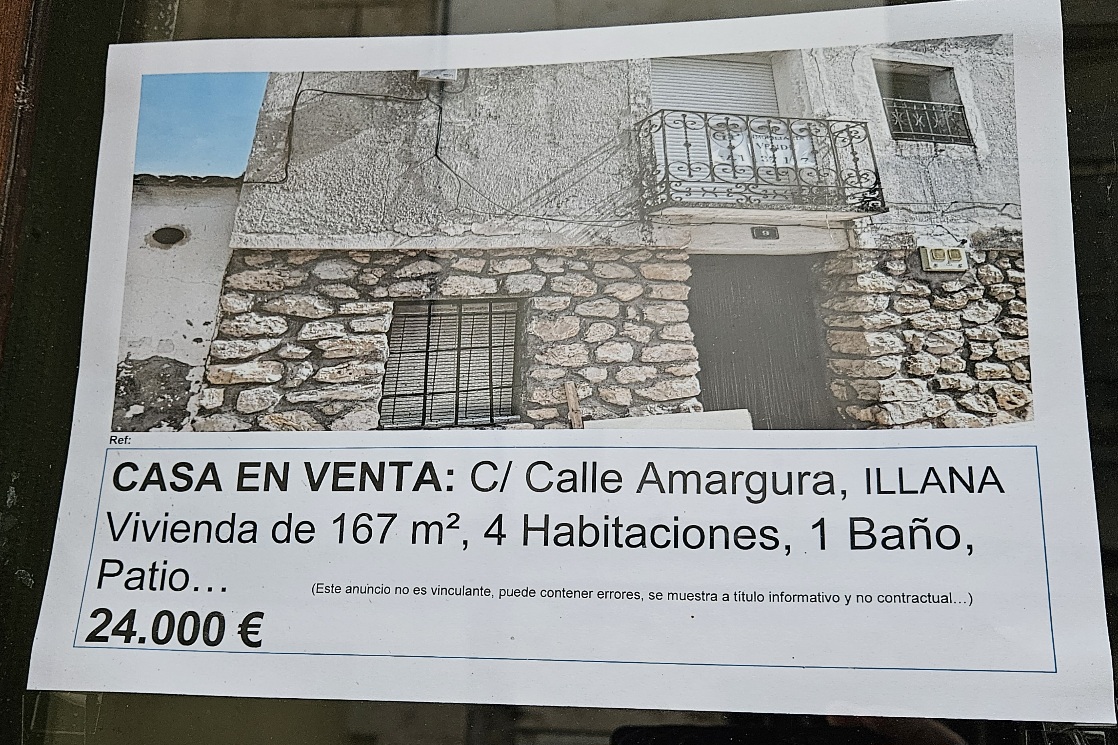 9
Ref:
CASA EN VENTA: C/ Calle Amargura, ILLANA
Vivienda de 167 m², 4 Habitaciones, 1 Baño,
Patio...
(Este anuncio no es vinculante, puede contener errores, se muestra a título informativo y no contractual...)
24.000 €